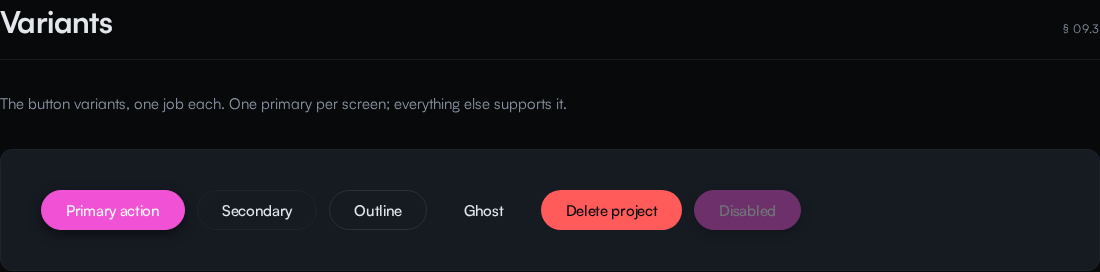 Variants
§ 09.3
The button variants, one job each. One primary per screen; everything else supports it.
Primary action Secondary Outline Ghost Delete project Disabled